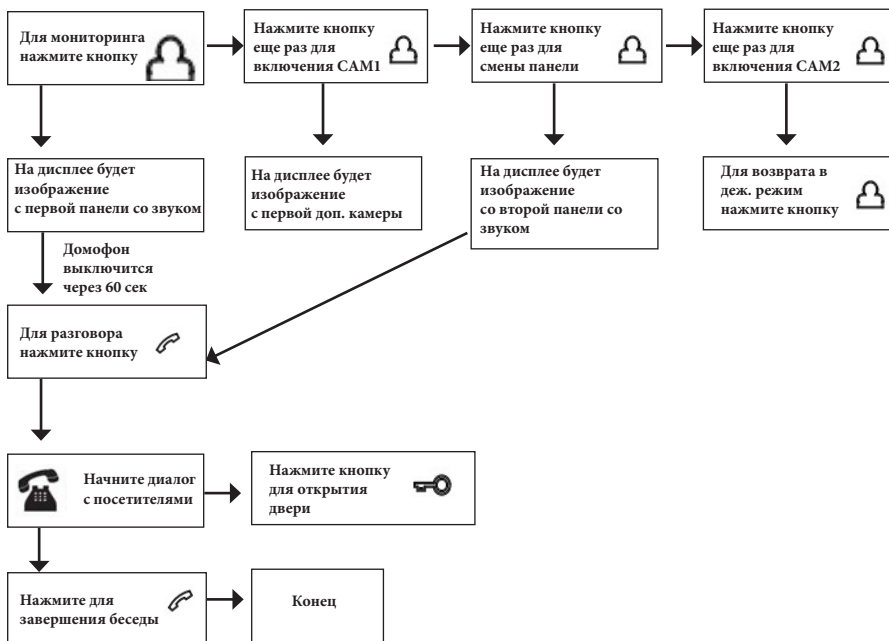 Для мониторинга
нажмите кнопку
Нажмите кнопку
еще раз для
включения CAM1
Нажмите кнопку
еще раз для
смены панели
Нажмите кнопку
еще раз для
включения CAM2
На дисплее будет
изображение
с первой панели со звуком
На дисплее будет
изображение
с первой доп. камеры
На дисплее будет
изображение
со второй панели со
звуком
Для возврата в
деж. режим
нажмите кнопку
Домофон
выключится
через 60 сек
Для разговора
нажмите кнопку
Начните диалог
с посетителями
Нажмите кнопку
для открытия
двери
Нажмите для
завершения беседы
Конец